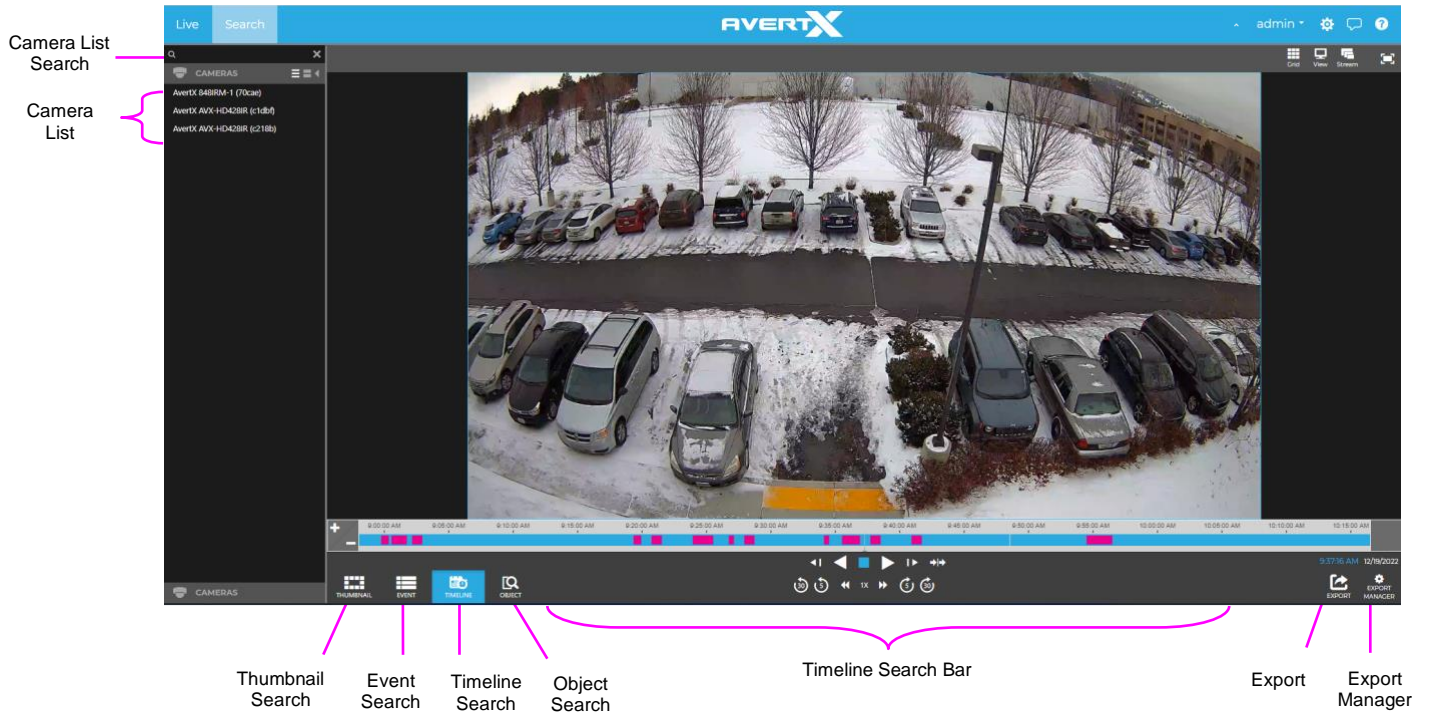 Live Search AVERTX admin
Camera List
Search
Grid View Stream
CAMERAS
AvertX 848IRM-1 (70cae)
AvertX AVX-HD428IR (c1dbf)
AvertX AVX-HD428IR (c218b)
Camera
List
9:00:00 AM 9:05:00 AM 9:10:00 AM 9:15:00 AM 9:20:00 AM 9:25:00 AM 9:30:00 AM 9:35:00 AM 9:40:00 AM 9:45:00 AM 9:50:00 AM 9:55:00 AM 10:00:00 AM 10:05:00 AM 10:10:00 AM 10:15:00 AM
9:37:16 AM 12/19/2022
30 5 1X 5 30
CAMERAS THUMBNAIL EVENT TIMELINE OBJECT EXPORT EXPORT
MANAGER
Thumbnail
Search
Event
Search
Timeline
Search
Object
Search
Timeline Search Bar
Export
Export
Manager